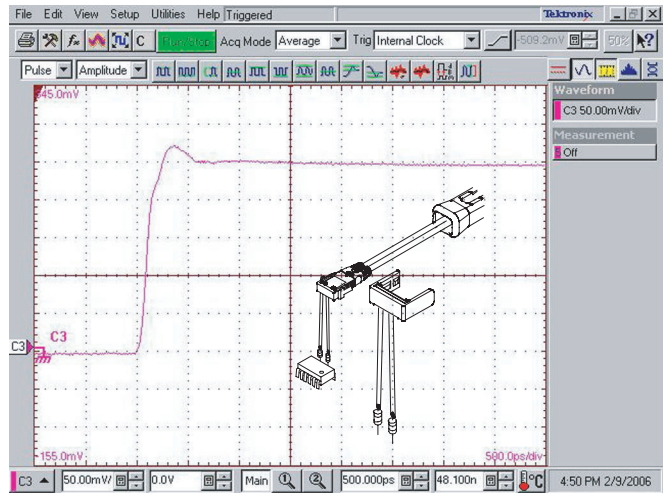 File Edit View Setup Utilities Help Triggered Tektronix
C Run/Stop Acq Mode Average Trig Internal Clock -509.2mV 50%
Pulse Amplitude
345.0mV
Waveform
C3 50.00mV/div
Measurement
Off
C3
C3
-155.0mV
500.0ps/div
C3 50.00mV/ 0.0V Main 500.000ps 48.100n °C 4:50 PM 2/9/2006